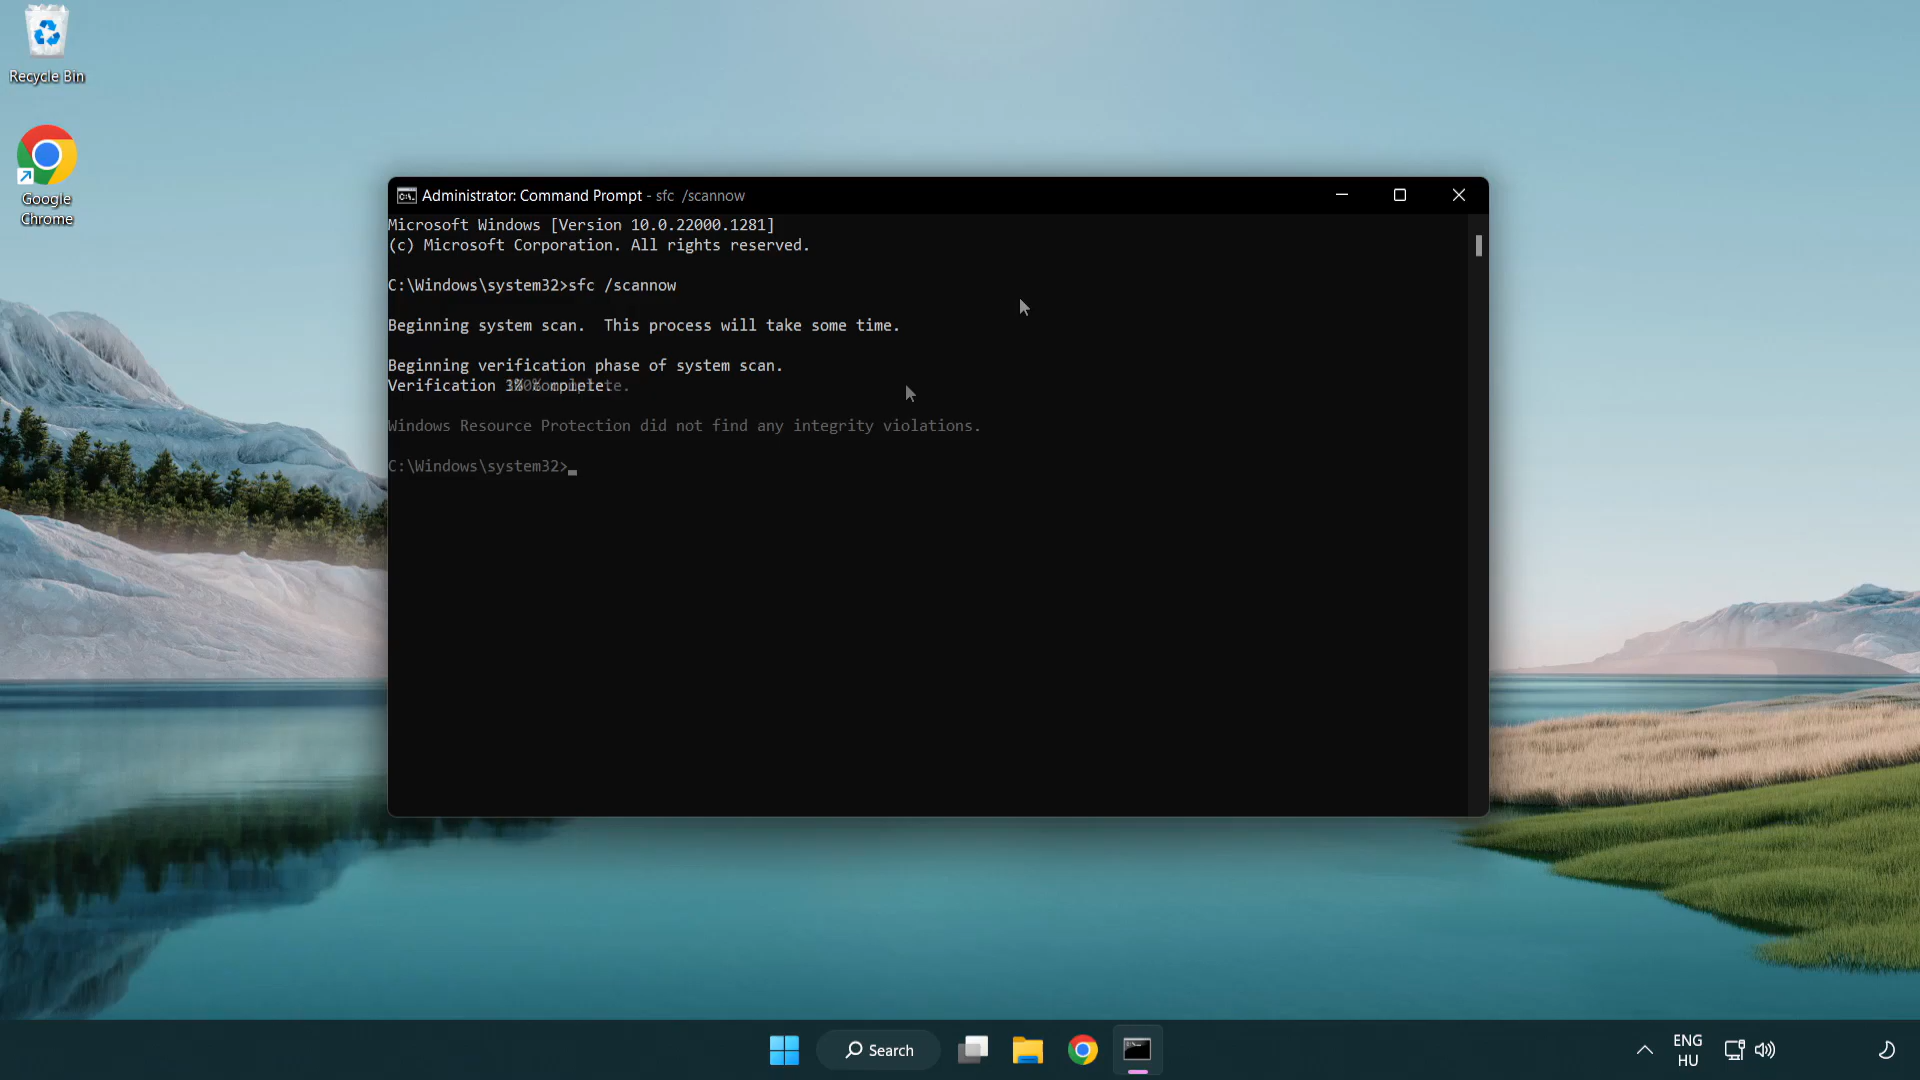 Recycle Bin
Google
Chrome
Administrator: Command Prompt - sfc /scannow
Microsoft Windows [Version 10.0.22000.1281]
(c) Microsoft Corporation. All rights reserved.
C:\Windows\system32>sfc /scannow
Beginning system scan.  This process will take some time.
Beginning verification phase of system scan.
Verification
Windows Resource Protection did not find any integrity violations.
C:\Windows\system32>
Search
ENG
HU